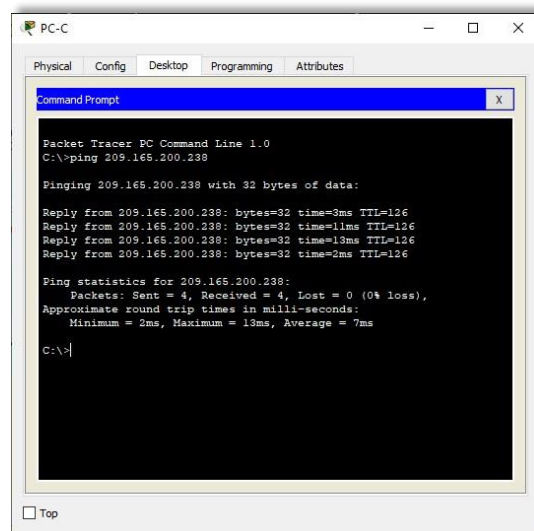 PC-C
Physical Config Desktop Programming Attributes
Command Prompt
X
Packet Tracer PC Command Line 1.0
C:\>ping 209.165.200.238
Pinging 209.165.200.238 with 32 bytes of data:
Reply from 209.165.200.238: bytes=32 time=3ms TTL=126
Reply from 209.165.200.238: bytes=32 time=11ms TTL=126
Reply from 209.165.200.238: bytes=32 time=13ms TTL=126
Reply from 209.165.200.238: bytes=32 time=2ms TTL=126
Ping statistics for 209.165.200.238:
Packets: Sent = 4, Received = 4, Lost = 0 (0% loss),
Approximate round trip times in milli-seconds:
Minimum = 2ms, Maximum = 13ms, Average = 7ms
C:\>
Top